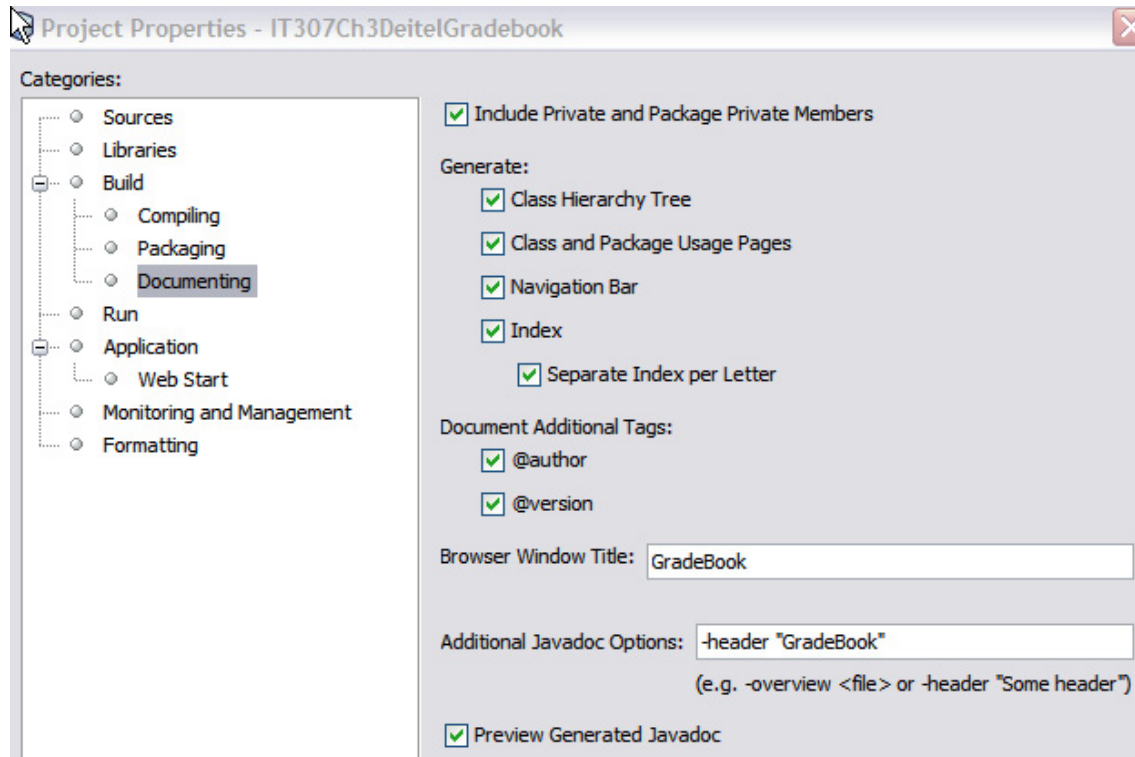 Project Properties - IT307Ch3DeitelGradebook
Categories:
Sources
Libraries
Build
Compiling
Packaging
Documenting
Run
Application
Web Start
Monitoring and Management
Formatting
Include Private and Package Private Members
Generate:
Class Hierarchy Tree
Class and Package Usage Pages
Navigation Bar
Index
Separate Index per Letter
Document Additional Tags:
@author
@version
Browser Window Title: GradeBook
Additional Javadoc Options: -header "GradeBook"
(e.g. -overview <file> or -header "Some header")
Preview Generated Javadoc